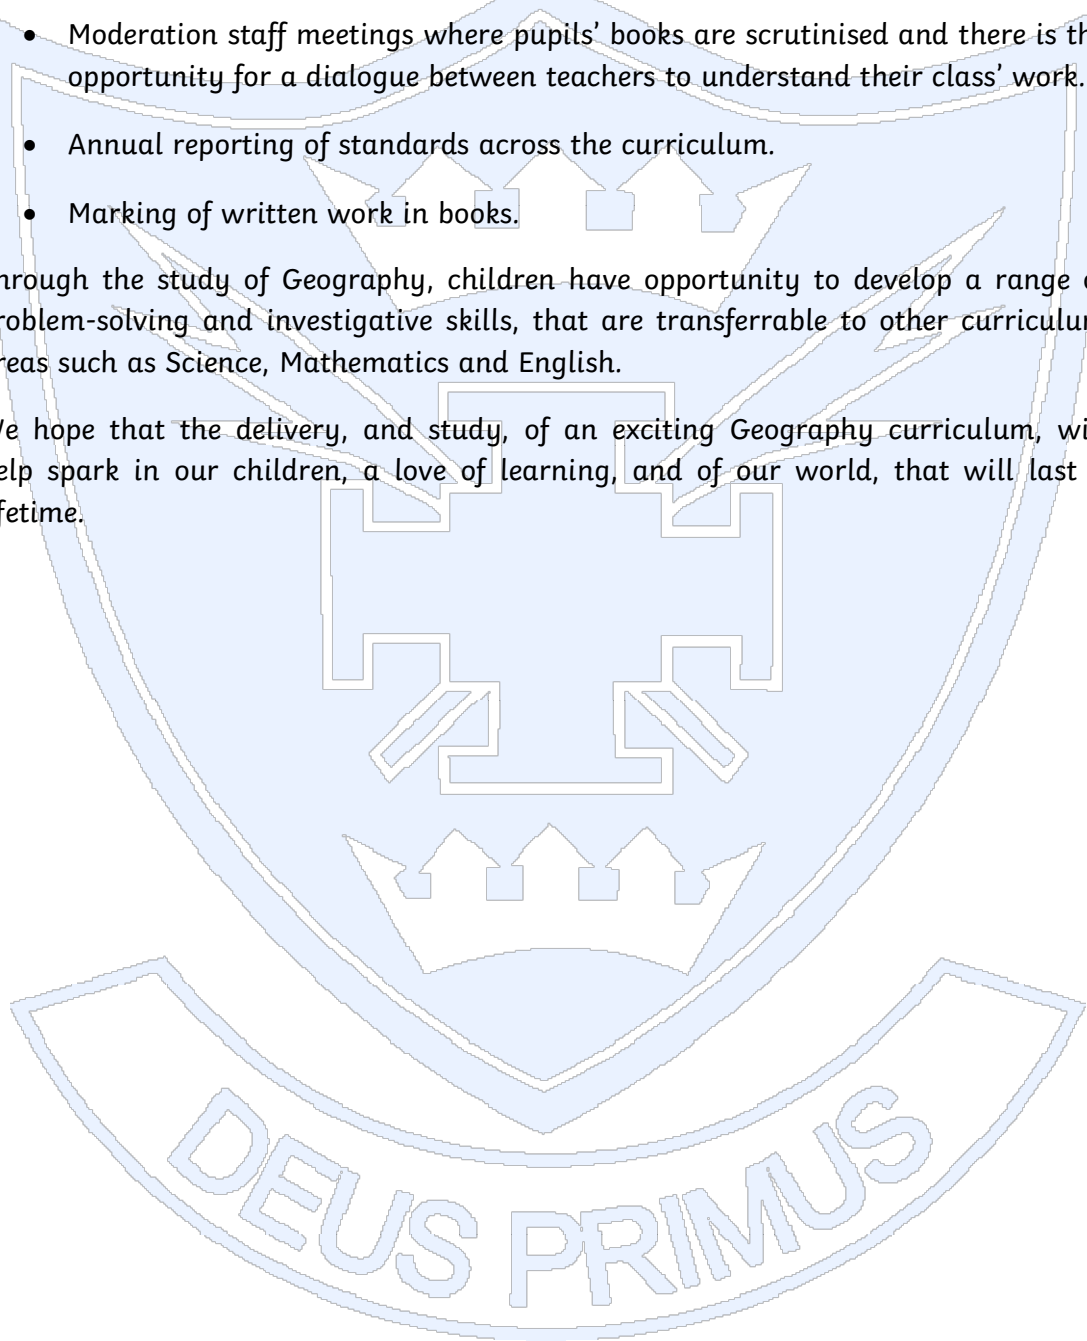 • Moderation staff meetings where pupils’ books are scrutinised and there is th
opportunity for a dialogue between teachers to understand their class’ work.
• Annual reporting of standards across the curriculum.
• Marking of written work in books.
hrough the study of Geography, children have opportunity to develop a range o
roblem-solving and investigative skills, that are transferrable to other curriculum
reas such as Science, Mathematics and English.
We hope that the delivery, and study, of an exciting Geography curriculum, wi
elp spark in our children, a love of learning, and of our world, that will last
fetime.
DEUS PRIMUS